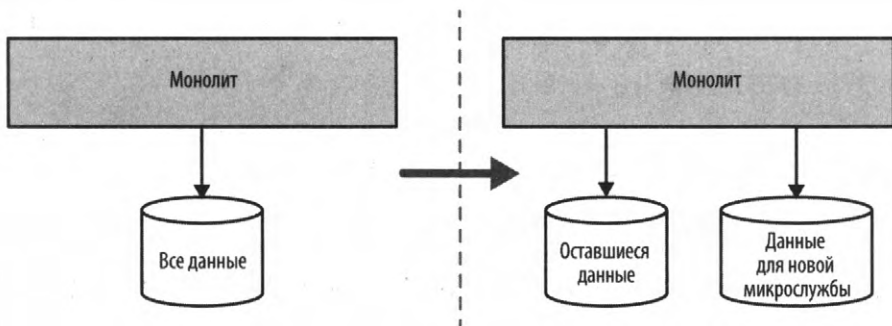 Монолит
Все данные
Монолит
Оставшиеся
данные
Данные
для новой
микрослужбы